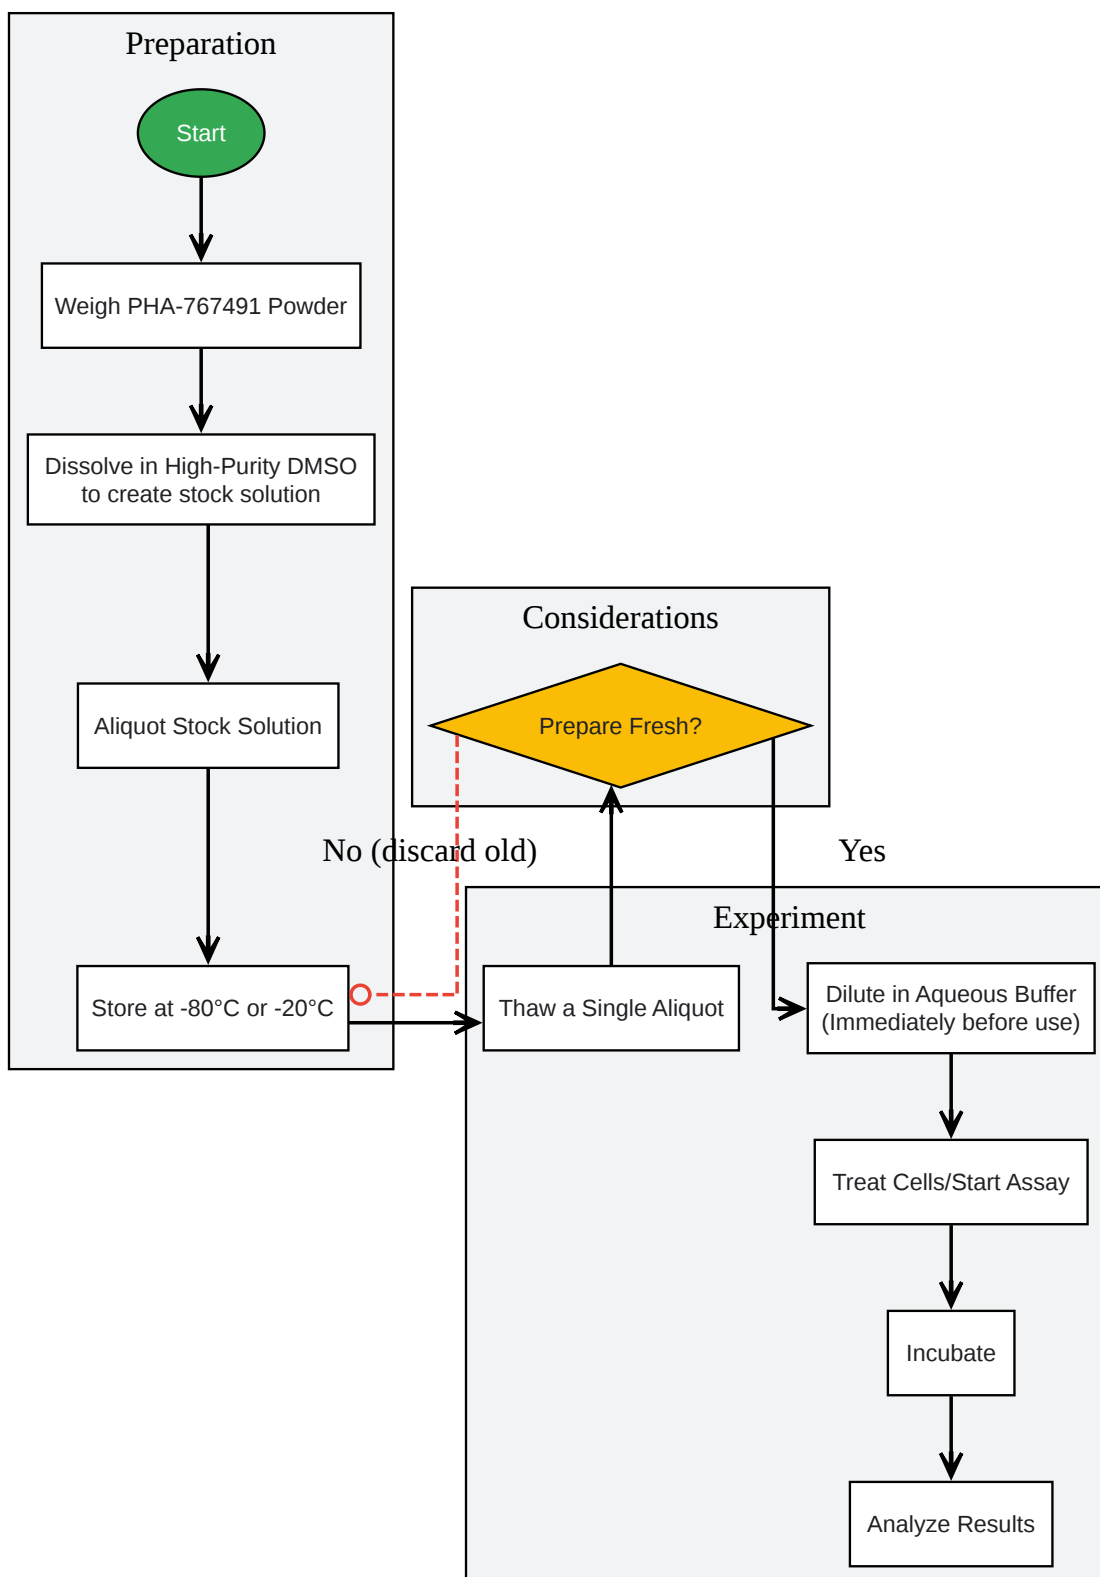 Preparation
Start
Weigh PHA-767491 Powder
Dissolve in High-Purity DMSO
to create stock solution
Aliquot Stock Solution
Store at -80°C or -20°C
Considerations
Prepare Fresh?
No (discard old)
Yes
Experiment
Thaw a Single Aliquot
Dilute in Aqueous Buffer
(Immediately before use)
Treat Cells/Start Assay
Incubate
Analyze Results